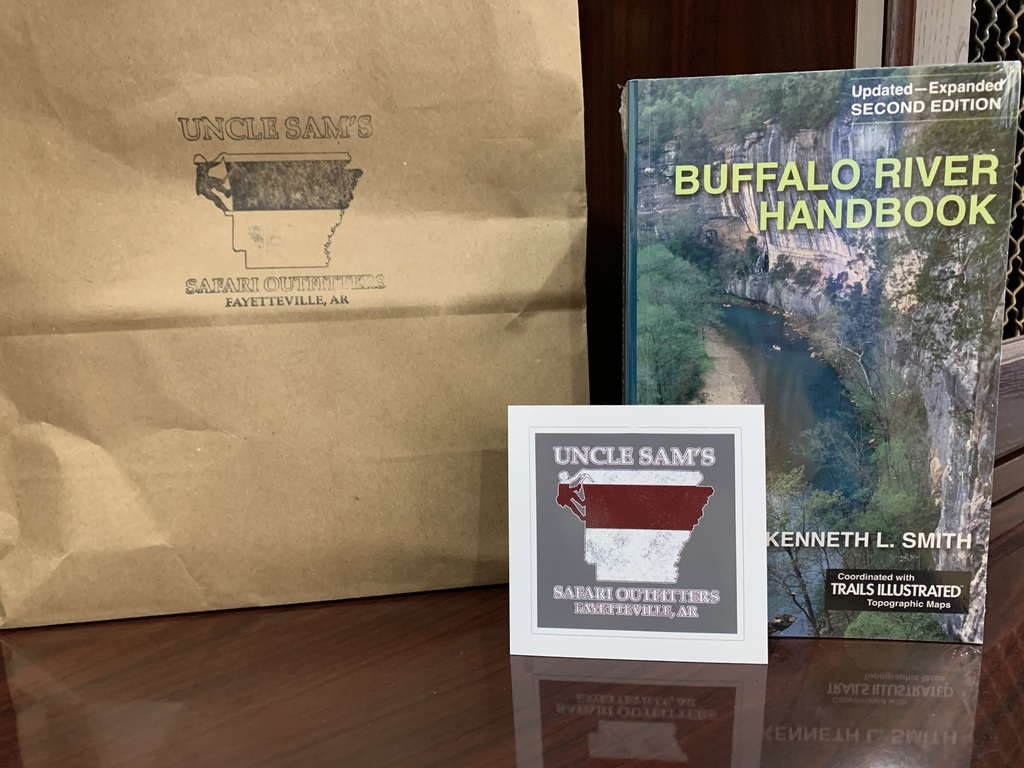 UNCLE SAM'S
SAFARI OUTFITTERS
FAYETTEVILLE, AR
Updated—Expanded
SECOND EDITION
BUFFALO RIVER
HANDBOOK
KENNETH L. SMITH
Coordinated with
TRAILS ILLUSTRATED
Topographic Maps
UNCLE SAM'S
SAFARI OUTFITTERS
FAYETTEVILLE, AR